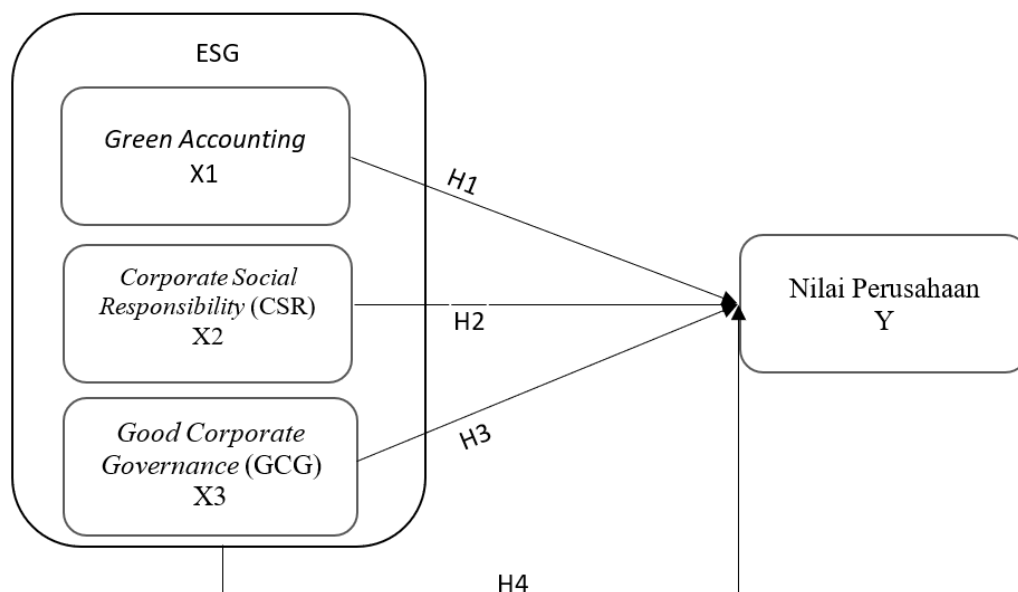 ESG
Green Accounting
X1
Corporate Social
Responsibility (CSR)
X2
Good Corporate
Governance (GCG)
X3
H1
H2
H3
H4
Nilai Perusahaan
Y